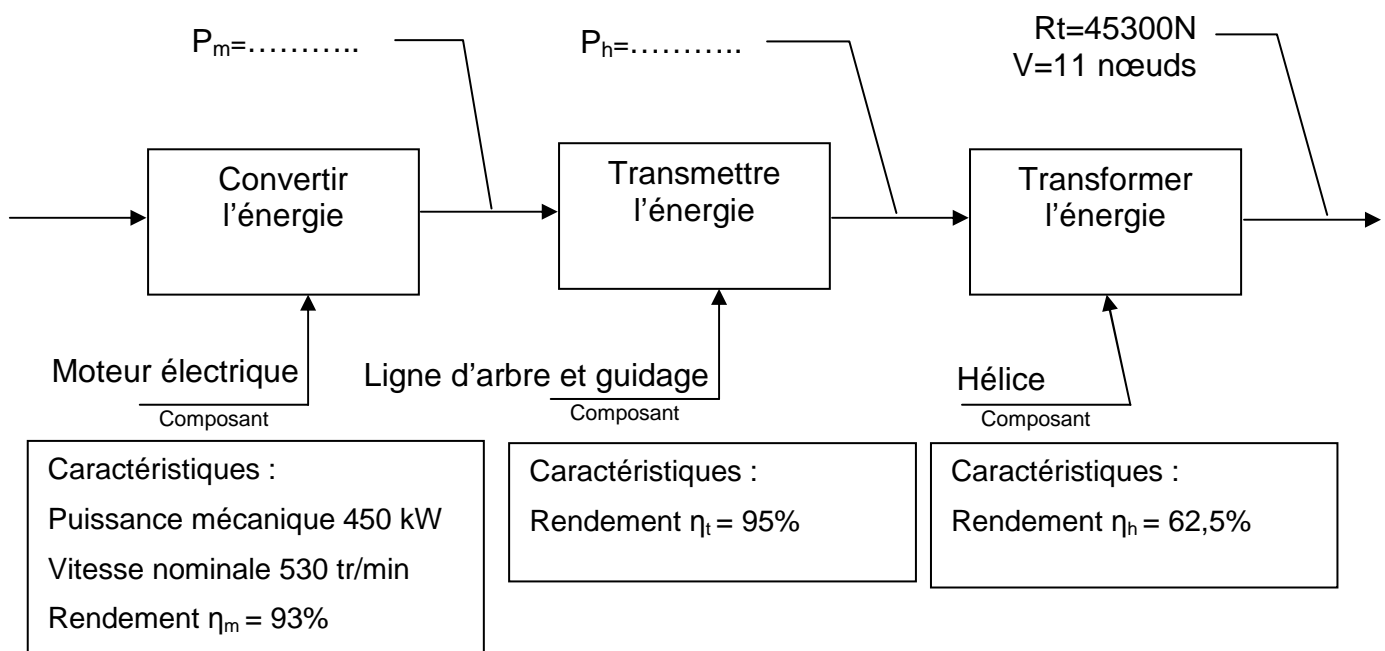 Pm=………..
Ph=………..
Rt=45300N
V=11 nœuds
Convertir
l’énergie
Transmettre
l’énergie
Transformer
l’énergie
Moteur électrique
Composant
Ligne d’arbre et guidage
Composant
Hélice
Composant
Caractéristiques :
Puissance mécanique 450 kW
Vitesse nominale 530 tr/min
Rendement ηm = 93%
Caractéristiques :
Rendement ηt = 95%
Caractéristiques :
Rendement ηh = 62,5%